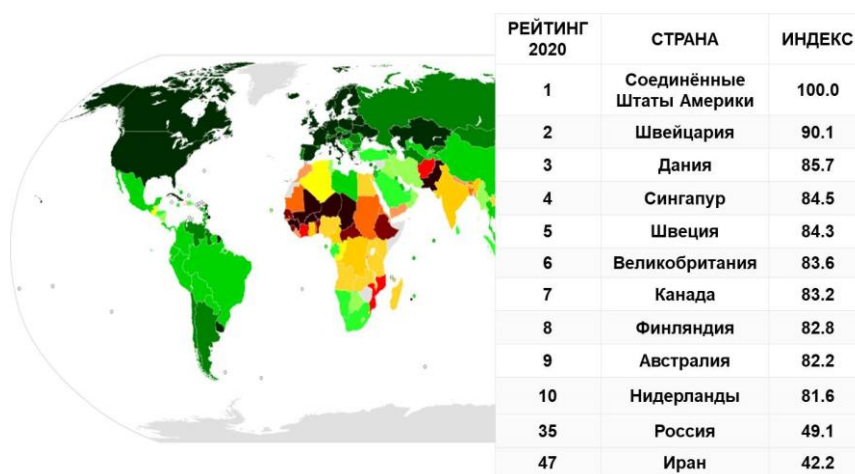 РЕЙТИНГ 2020 СТРАНА ИНДЕКС
1 Соединённые Штаты Америки 100.0
2 Швейцария 90.1
3 Дания 85.7
4 Сингапур 84.5
5 Швеция 84.3
6 Великобритания 83.6
7 Канада 83.2
8 Финляндия 82.8
9 Австралия 82.2
10 Нидерланды 81.6
35 Россия 49.1
47 Иран 42.2